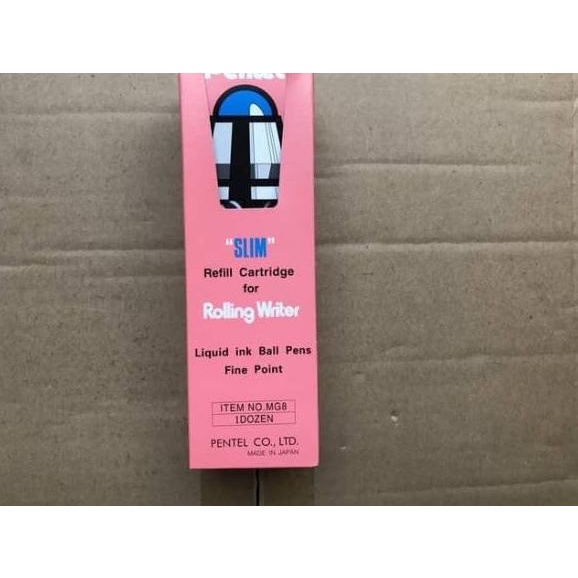 Pentel
"SLIM"
Refill Cartridge
for
Rolling Writer
Liquid ink Ball Pens
Fine Point
ITEM NO.MG8
1DOZEN
PENTEL CO., LTD.
MADE IN JAPAN